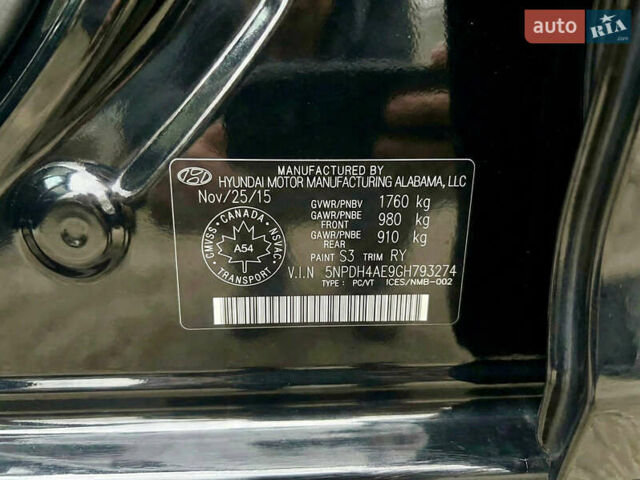 auto RIA
.com
MANUFACTURED BY
HYUNDAI MOTOR MANUFACTURING ALABAMA, LLC
Nov/25/15
GVWR/PNBV 1760 kg
GAWR/PNBE FRONT 980 kg
GAWR/PNBE REAR 910 kg
PAINT S3 TRIM RY
CANADA
CMVSS NSVAC
A54
TRANSPORT
V.I.N 5NPDH4AE9GH793274
TYPE : PC/VT ICES/NMB-002